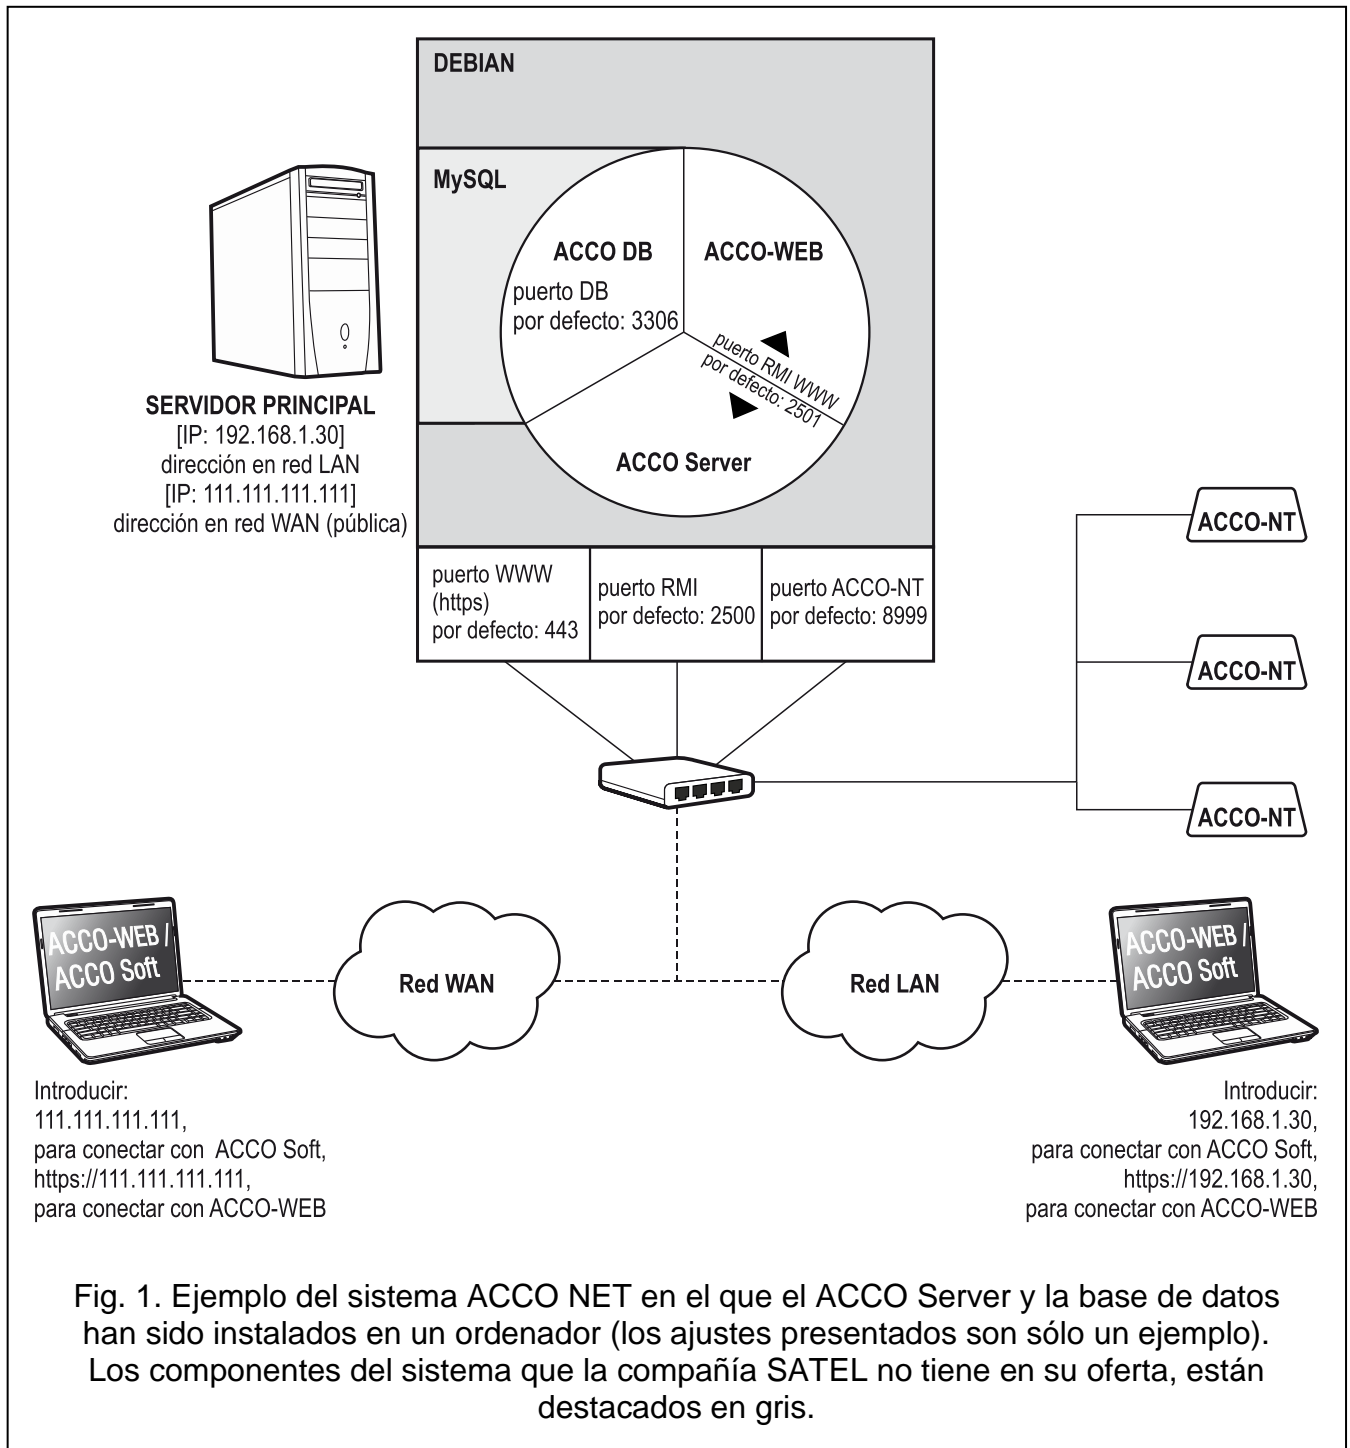 DEBIAN
MySQL
ACCO DB
puerto DB
por defecto: 3306
ACCO-WEB
puerto RMI WWW
por defecto: 2501
ACCO Server
SERVIDOR PRINCIPAL
[IP: 192.168.1.30]
dirección en red LAN
[IP: 111.111.111.111]
dirección en red WAN (pública)
puerto WWW
(https)
por defecto: 443
puerto RMI
por defecto: 2500
puerto ACCO-NT
por defecto: 8999
ACCO-NT
ACCO-NT
ACCO-NT
ACCO-WEB /
ACCO Soft
Red WAN
Red LAN
ACCO-WEB /
ACCO Soft
Introducir:
111.111.111.111,
para conectar con ACCO Soft,
https://111.111.111.111,
para conectar con ACCO-WEB
Introducir:
192.168.1.30,
para conectar con ACCO Soft,
https://192.168.1.30,
para conectar con ACCO-WEB
Fig. 1. Ejemplo del sistema ACCO NET en el que el ACCO Server y la base de datos
han sido instalados en un ordenador (los ajustes presentados son sólo un ejemplo).
Los componentes del sistema que la compañía SATEL no tiene en su oferta, están
destacados en gris.